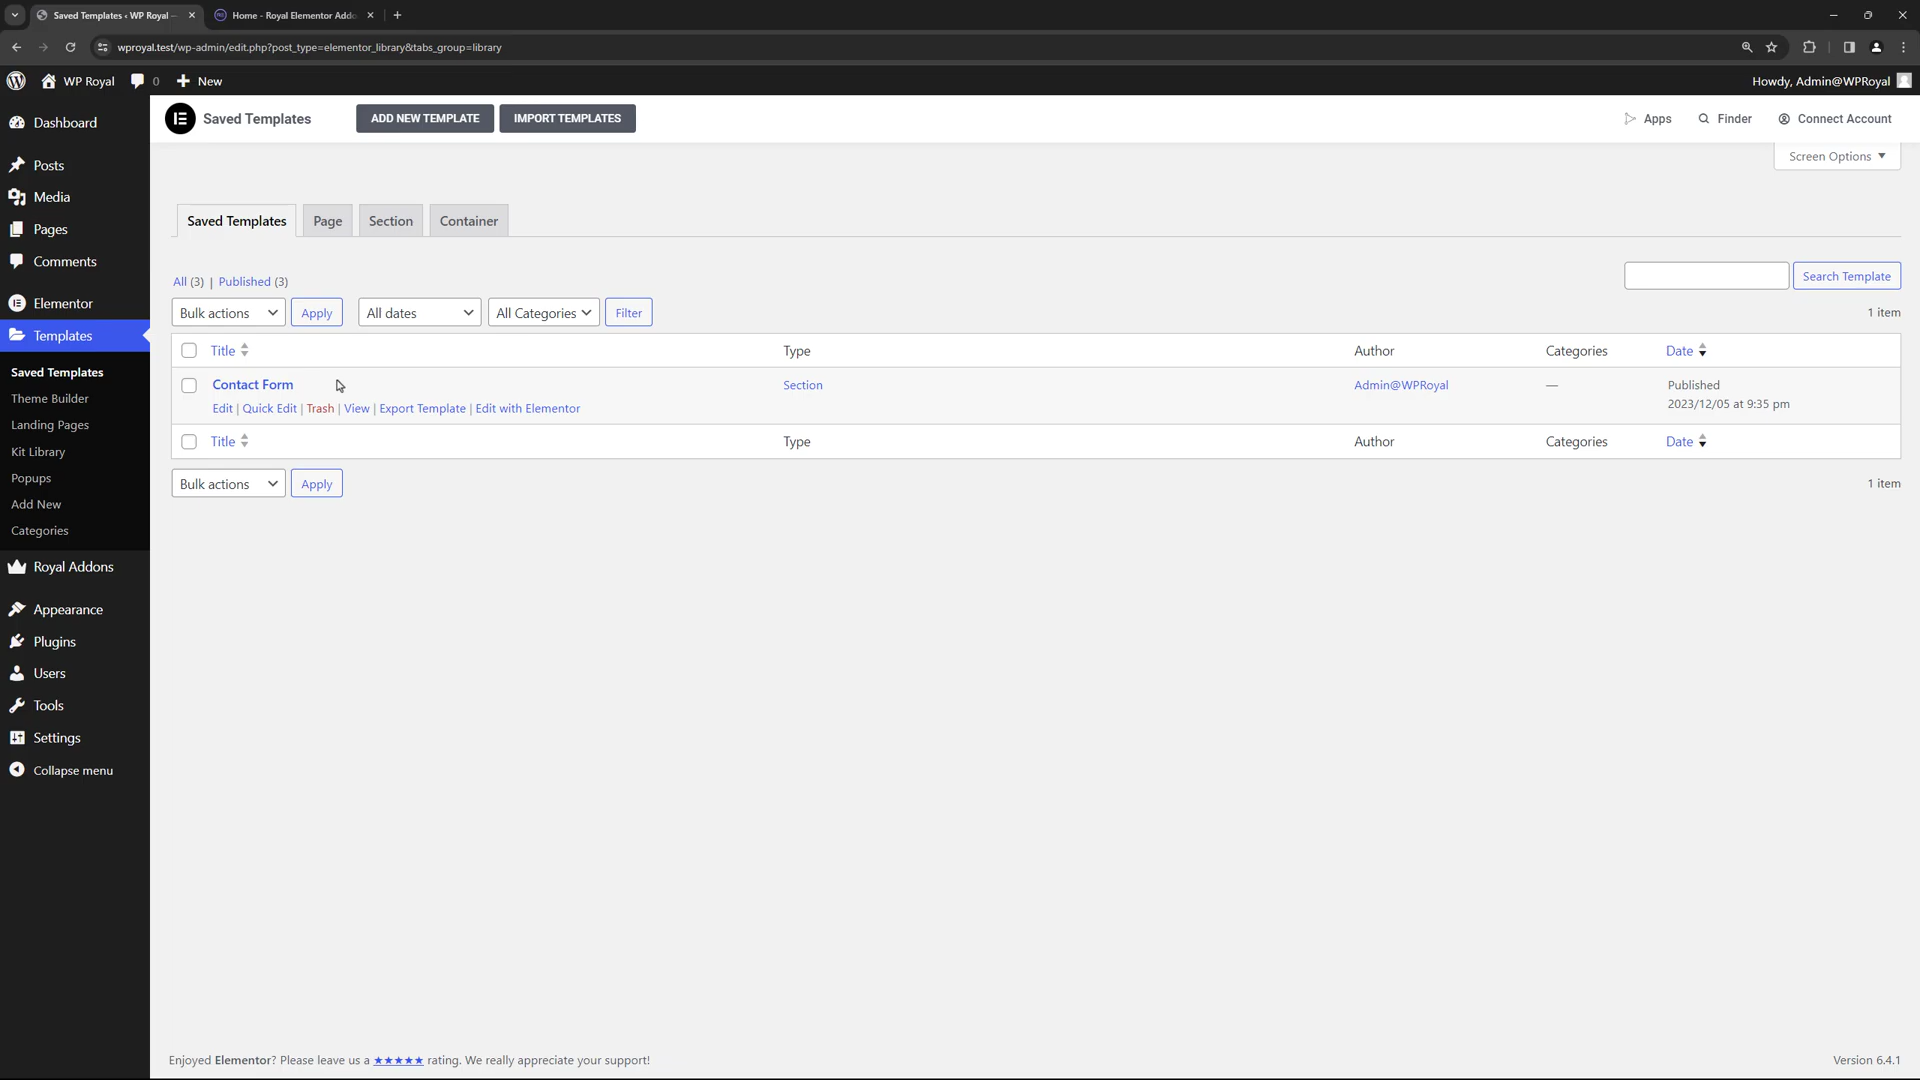 Saved Templates ‹ WP Royal —
Home - Royal Elementor Addo
wproyal.test/wp-admin/edit.php?post_type=elementor_library&tabs_group=library
WP Royal
0
New
Howdy, Admin@WPRoyal
Dashboard
Posts
Media
Pages
Comments
Elementor
Templates
Saved Templates
Theme Builder
Landing Pages
Kit Library
Popups
Add New
Categories
Royal Addons
Appearance
Plugins
Users
Tools
Settings
Collapse menu
Saved Templates
ADD NEW TEMPLATE
IMPORT TEMPLATES
Apps
Finder
Connect Account
Screen Options
Saved Templates
Page
Section
Container
All (3) | Published (3)
Search Template
Bulk actions
Apply
All dates
All Categories
Filter
1 item
Title
Type
Author
Categories
Date
Contact Form
Section
Admin@WPRoyal
—
Published
2023/12/05 at 9:35 pm
Edit | Quick Edit | Trash | View | Export Template | Edit with Elementor
Title
Type
Author
Categories
Date
Bulk actions
Apply
1 item
Enjoyed Elementor? Please leave us a ★★★★★ rating. We really appreciate your support!
Version 6.4.1